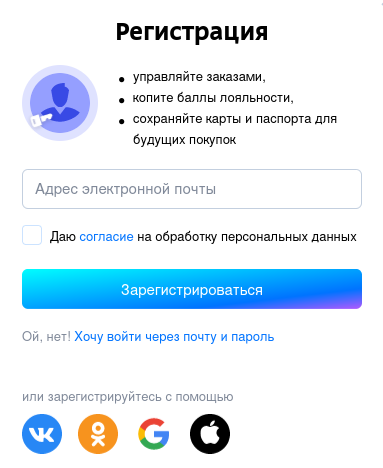 Регистрация
управляйте заказами,
копите баллы лояльности,
сохраняйте карты и паспорта для
будущих покупок
Адрес электронной почты
Даю согласие на обработку персональных данных
Зарегистрироваться
Ой, нет! Хочу войти через почту и пароль
или зарегистрируйтесь с помощью